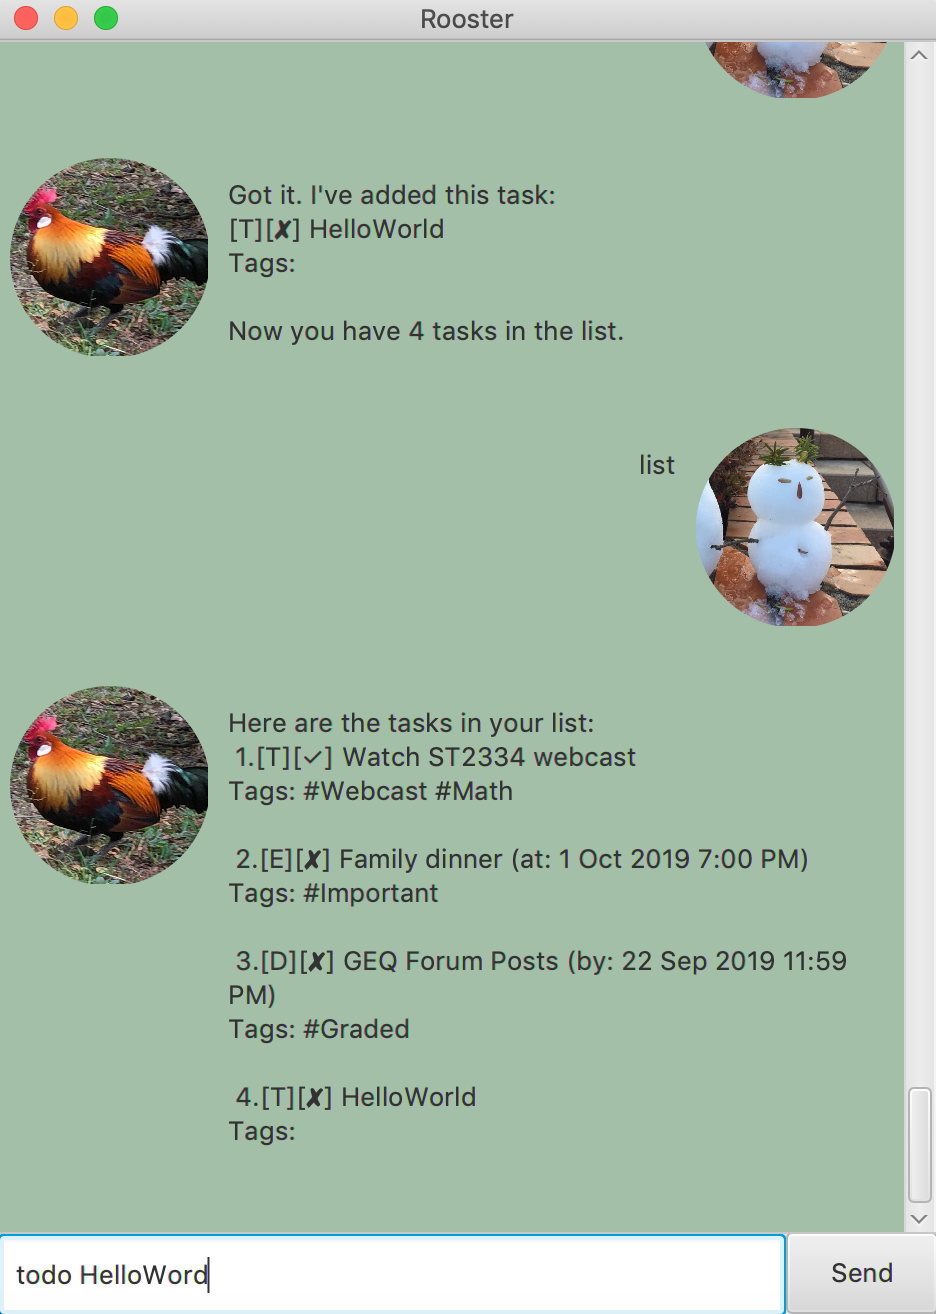 Rooster
Got it. I've added this task:
[T][✘] HelloWorld
Tags:
Now you have 4 tasks in the list.
list
Here are the tasks in your list:
1.[T][✓] Watch ST2334 webcast
Tags: #Webcast #Math
2.[E][✘] Family dinner (at: 1 Oct 2019 7:00 PM)
Tags: #Important
3.[D][✘] GEQ Forum Posts (by: 22 Sep 2019 11:59
PM)
Tags: #Graded
4.[T][✘] HelloWorld
Tags:
todo HelloWord
Send